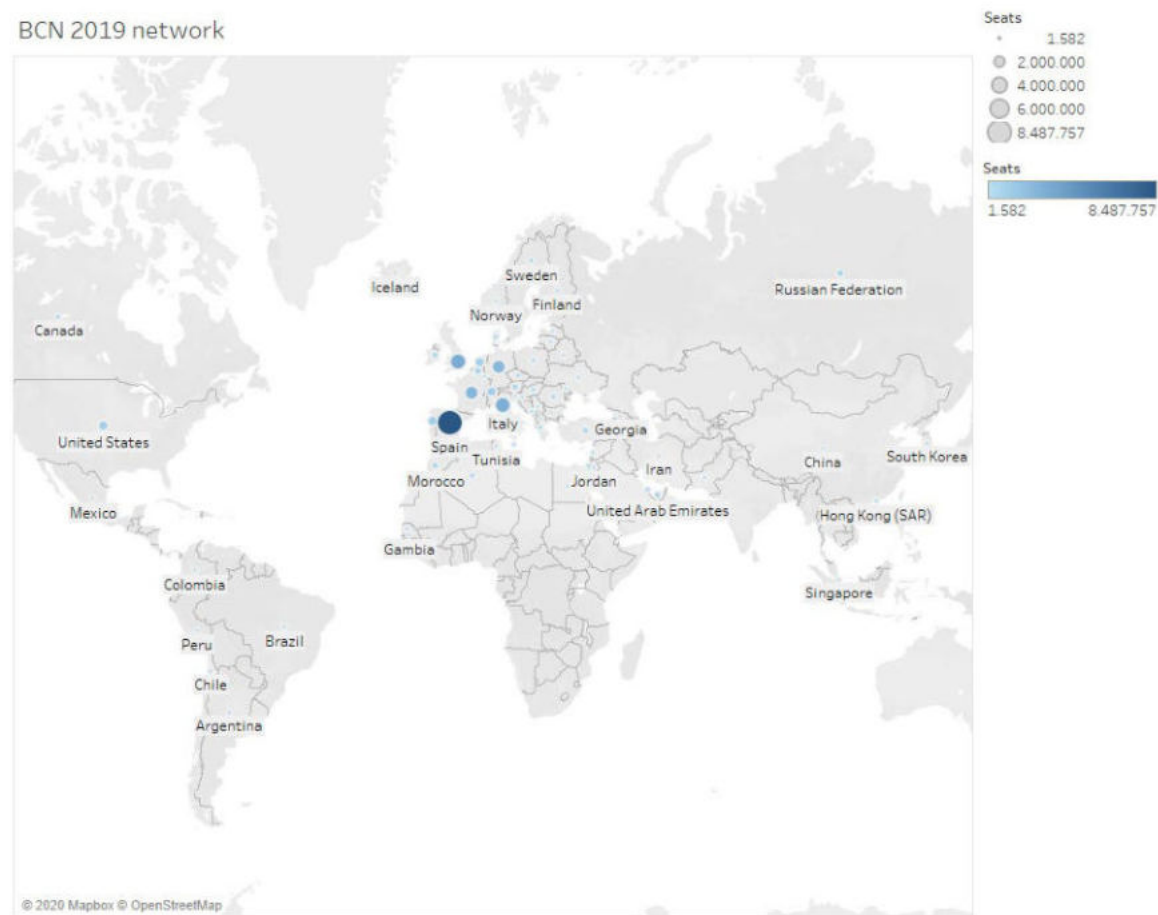 BCN 2019 network
Seats
1.582
2.000.000
4.000.000
6.000.000
8.487.757
Seats
1.582 8.487.757
Iceland
Sweden
Finland
Norway
Russian Federation
Canada
United States
Mexico
Italy
Spain
Tunisia
Morocco
Georgia
Iran
Jordan
United Arab Emirates
China
South Korea
Hong Kong (SAR)
Gambia
Singapore
Colombia
Peru
Brazil
Chile
Argentina
© 2020 Mapbox © OpenStreetMap